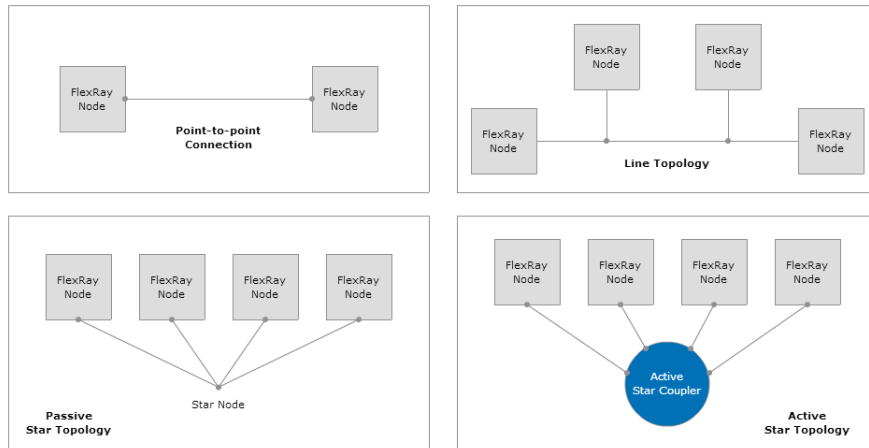 FlexRay
Node
FlexRay
Node
Point-to-point
Connection
FlexRay
Node
FlexRay
Node
FlexRay
Node
FlexRay
Node
Line Topology
FlexRay
Node
FlexRay
Node
FlexRay
Node
FlexRay
Node
Star Node
Passive
Star Topology
FlexRay
Node
FlexRay
Node
FlexRay
Node
FlexRay
Node
Active
Star Coupler
Active
Star Topology